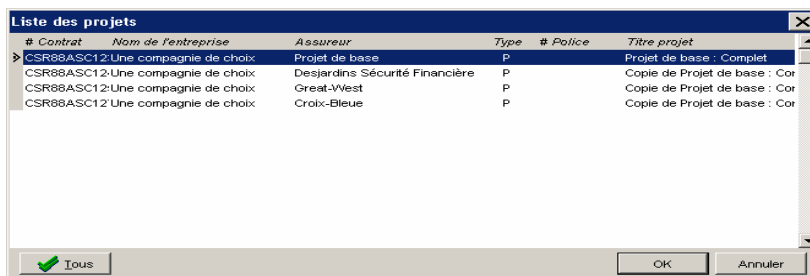 Liste des projets
# Contrat Nom de l'entreprise Assureur Type # Police Titre projet
CSR88ASC12 Une compagnie de choix Projet de base P Projet de base : Complet
CSR88ASC12 Une compagnie de choix Desjardins Sécurité Financière P Copie de Projet de base : Cor
CSR88ASC12 Une compagnie de choix Great-West P Copie de Projet de base : Cor
CSR88ASC12 Une compagnie de choix Croix-Bleue P Copie de Projet de base : Cor
Tous OK Annuler